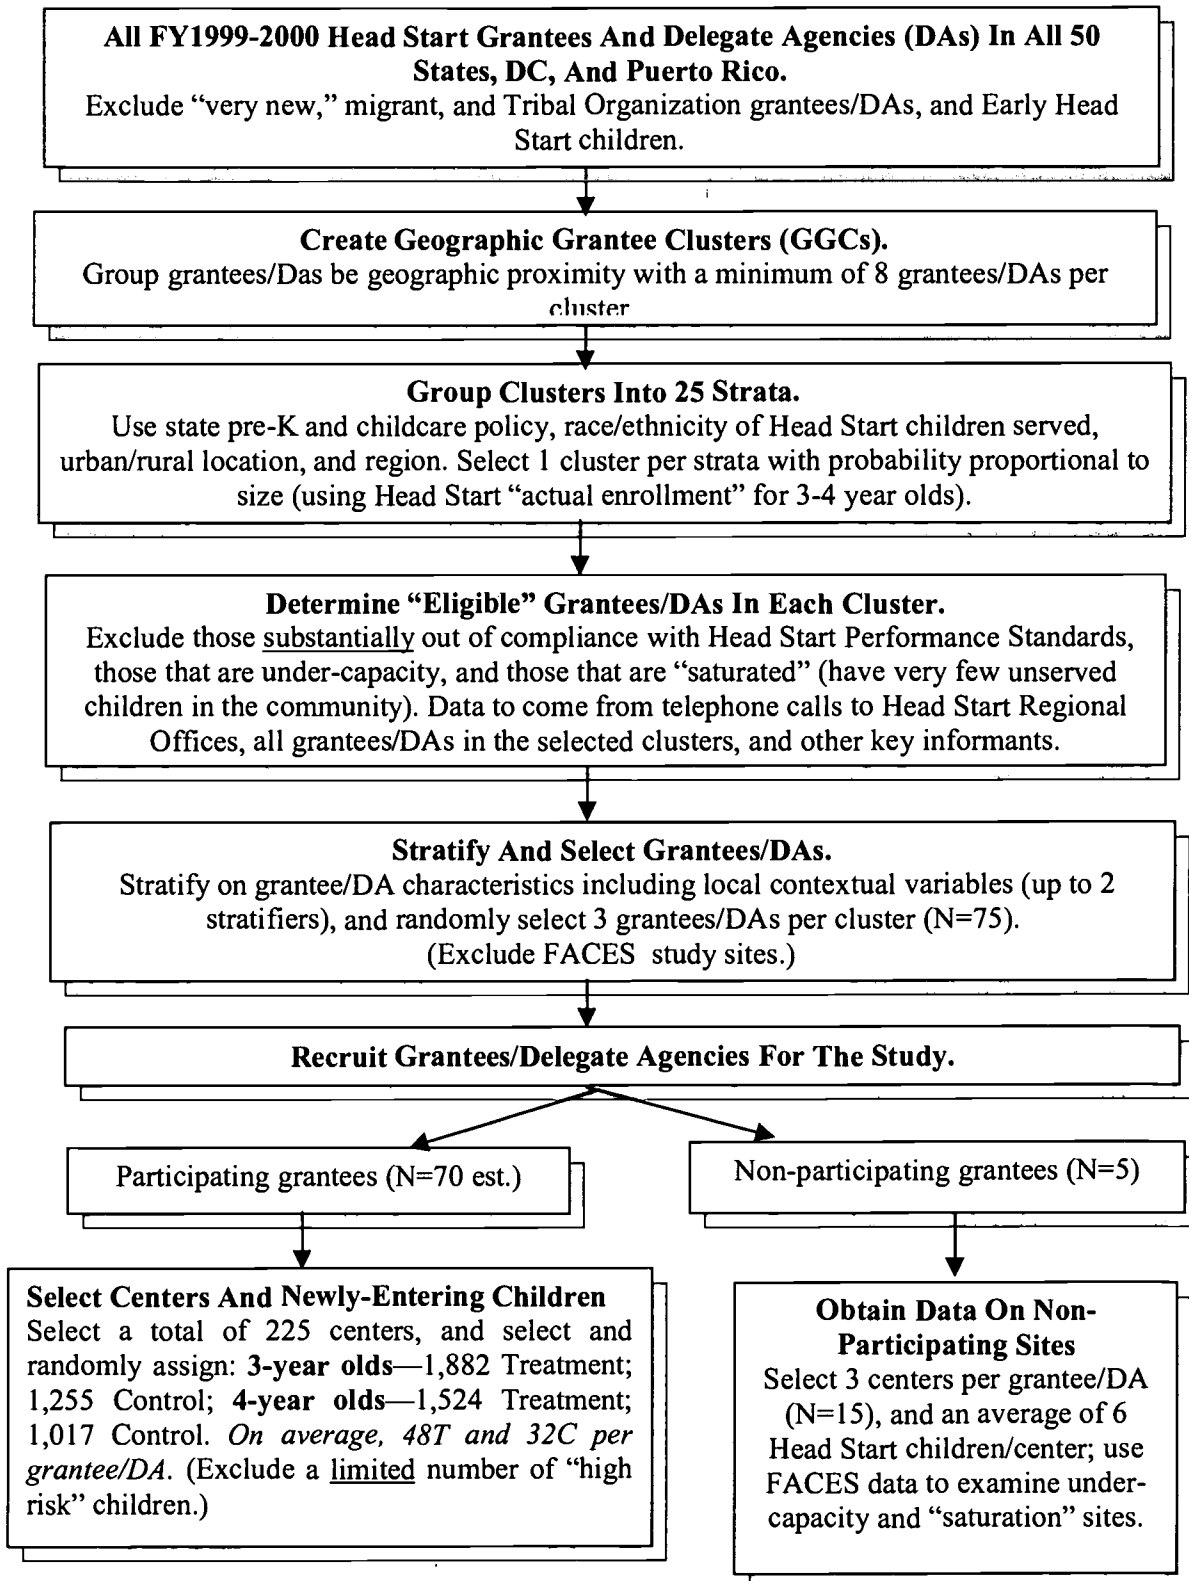 All FY1999-2000 Head Start Grantees And Delegate Agencies (DAs) In All 50
States, DC, And Puerto Rico.
Exclude “very new,” migrant, and Tribal Organization grantees/DAs, and Early Head
Start children.
Create Geographic Grantee Clusters (GGCs).
Group grantees/Das be geographic proximity with a minimum of 8 grantees/DAs per
cluster
Group Clusters Into 25 Strata.
Use state pre-K and childcare policy, race/ethnicity of Head Start children served,
urban/rural location, and region. Select 1 cluster per strata with probability proportional to
size (using Head Start “actual enrollment” for 3-4 year olds).
Determine “Eligible” Grantees/DAs In Each Cluster.
Exclude those substantially out of compliance with Head Start Performance Standards,
those that are under-capacity, and those that are “saturated” (have very few unserved
children in the community). Data to come from telephone calls to Head Start Regional
Offices, all grantees/DAs in the selected clusters, and other key informants.
Stratify And Select Grantees/DAs.
Stratify on grantee/DA characteristics including local contextual variables (up to 2
stratifiers), and randomly select 3 grantees/DAs per cluster (N=75).
(Exclude FACES study sites.)
Recruit Grantees/Delegate Agencies For The Study.
Participating grantees (N=70 est.)
Non-participating grantees (N=5)
Select Centers And Newly-Entering Children
Select a total of 225 centers, and select and
randomly assign: 3-year olds—1,882 Treatment;
1,255 Control; 4-year olds—1,524 Treatment;
1,017 Control. On average, 48T and 32C per
grantee/DA. (Exclude a limited number of “high
risk” children.)
Obtain Data On Non-
Participating Sites
Select 3 centers per grantee/DA
(N=15), and an average of 6
Head Start children/center; use
FACES data to examine under-
capacity and “saturation” sites.